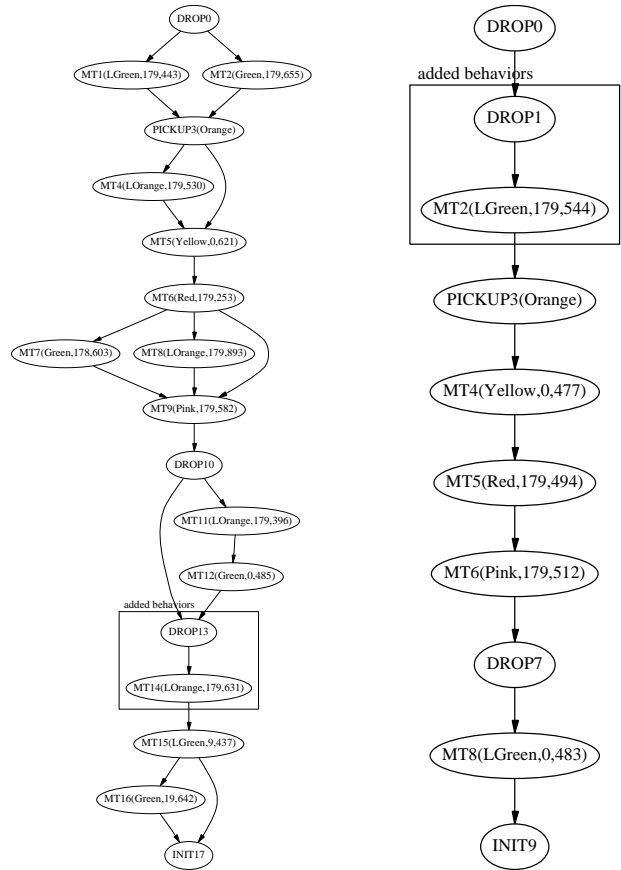 DROP0
MT1(LGreen,179,443)
MT2(Green,179,655)
PICKUP3(Orange)
MT4(LOrange,179,530)
MT5(Yellow,0,621)
MT6(Red,179,253)
MT7(Green,178,603)
MT8(LOrange,179,893)
MT9(Pink,179,582)
DROP10
MT11(LOrange,179,396)
MT12(Green,0,485)
added behaviors
DROP13
MT14(LOrange,179,631)
MT15(LGreen,9,437)
MT16(Green,19,642)
INIT17
DROP0
added behaviors
DROP1
MT2(LGreen,179,544)
PICKUP3(Orange)
MT4(Yellow,0,477)
MT5(Red,179,494)
MT6(Pink,179,512)
DROP7
MT8(LGreen,0,483)
INIT9